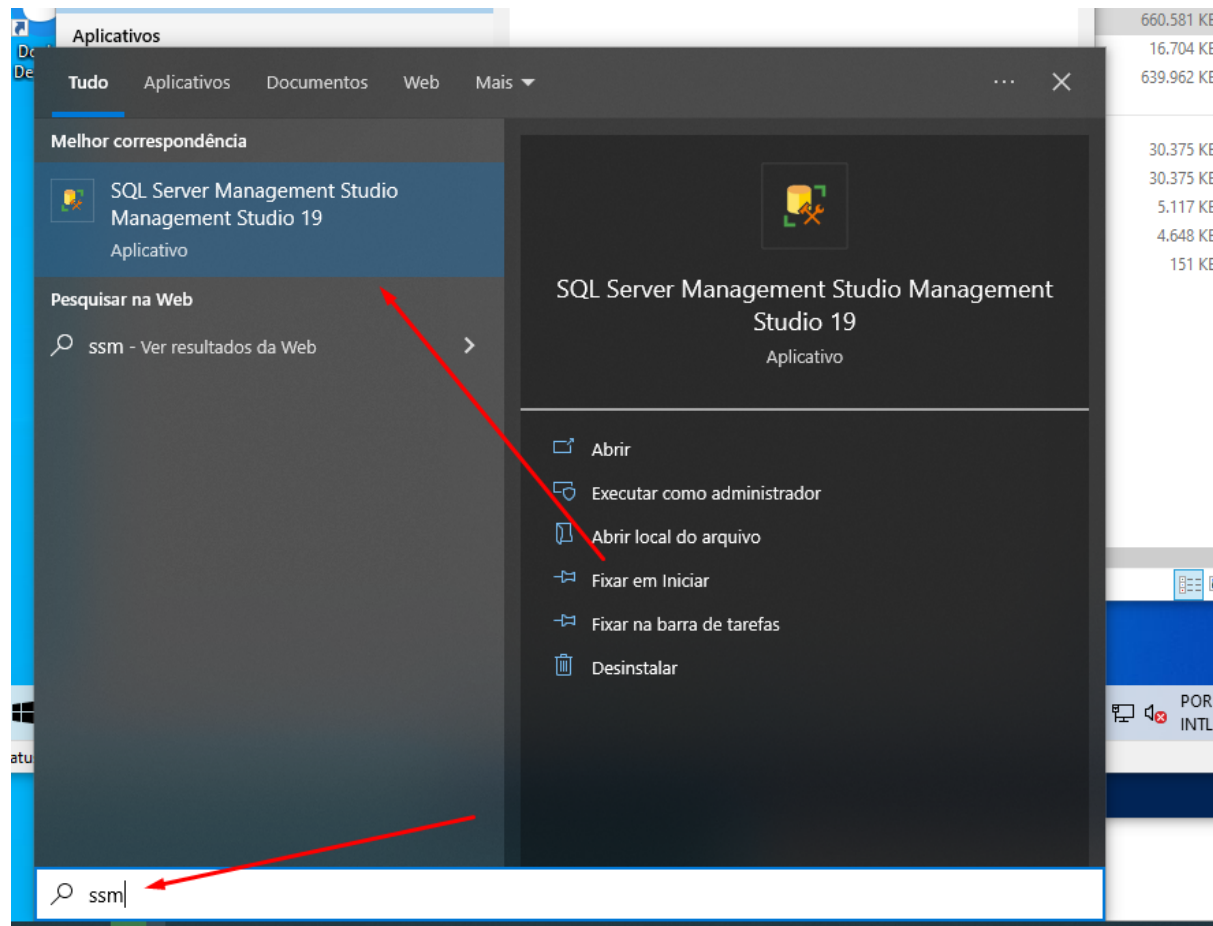 Aplicativos
660.581 KB
16.704 KB
639.962 KB
Tudo Aplicativos Documentos Web Mais
Melhor correspondência
SQL Server Management Studio
Management Studio 19
Aplicativo
Pesquisar na Web
ssm - Ver resultados da Web
SQL Server Management Studio Management
Studio 19
Aplicativo
Abrir
Executar como administrador
Abrir local do arquivo
Fixar em Iniciar
Fixar na barra de tarefas
Desinstalar
30.375 KB
30.375 KB
5.117 KB
4.648 KB
151 KB
POR
INTL
ssm